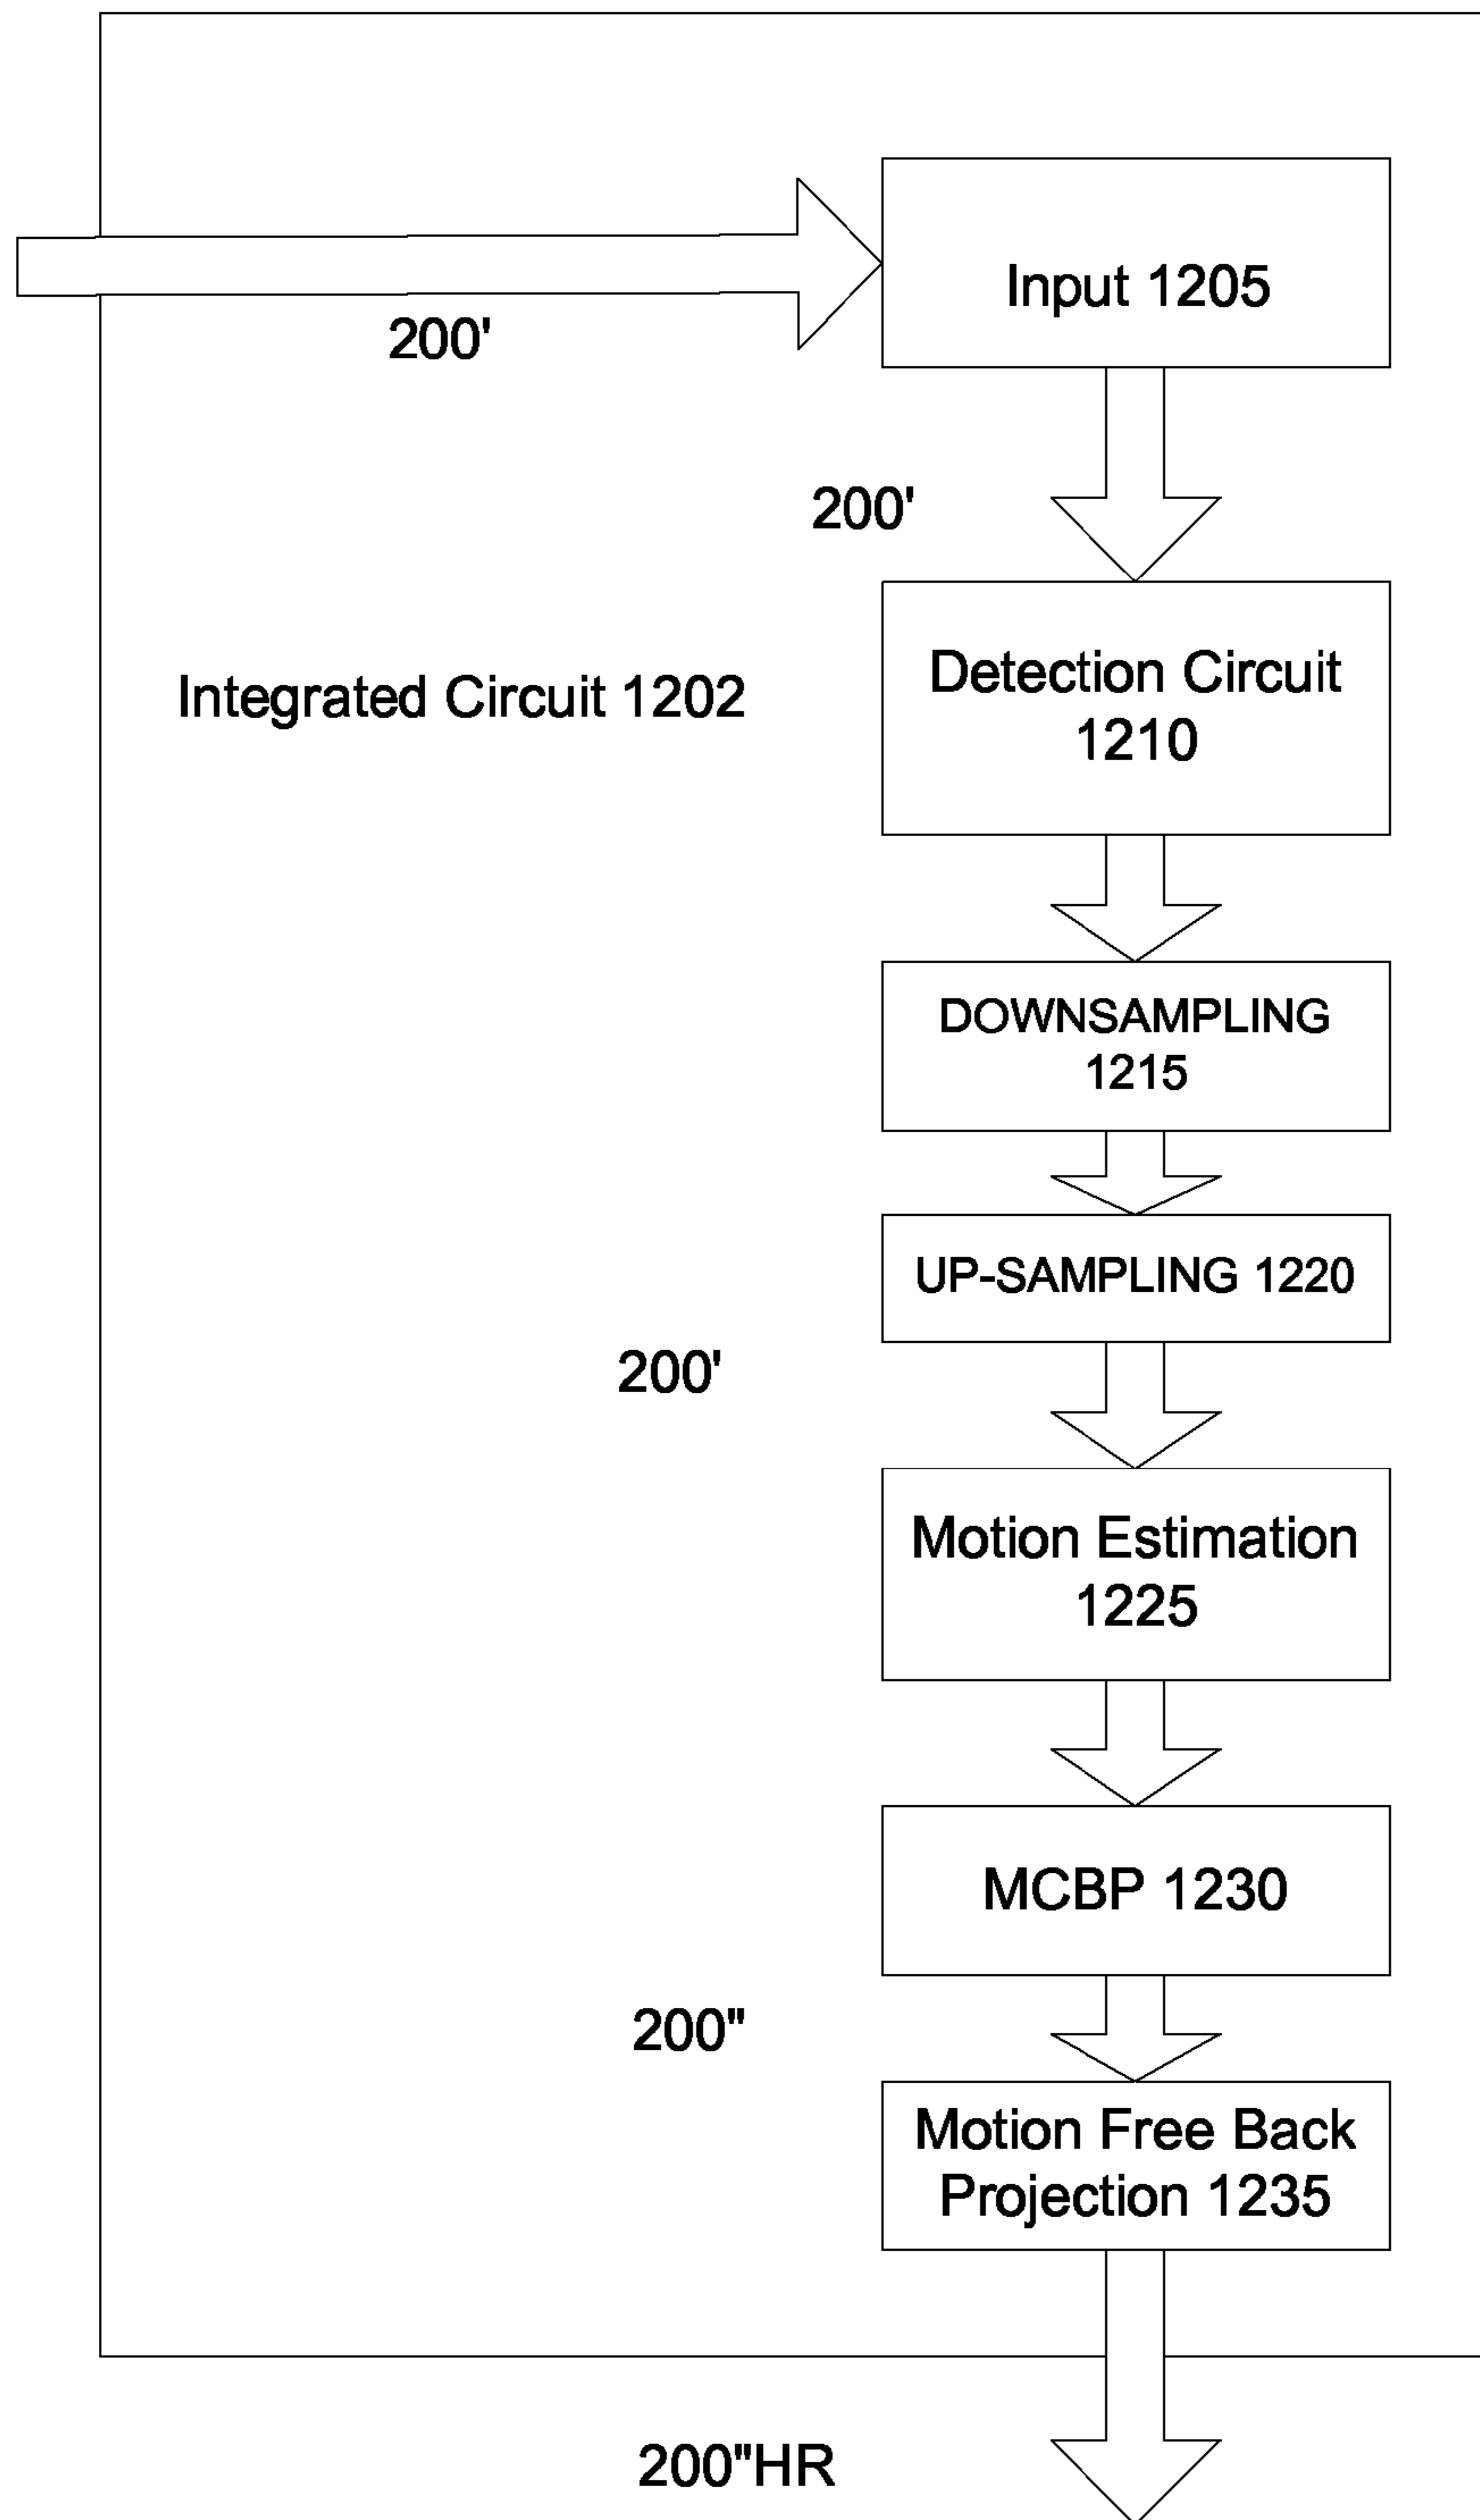 Input 1205
200'
200'
Integrated Circuit 1202
Detection Circuit
1210
DOWNSAMPLING
1215
UP-SAMPLING 1220
200'
Motion Estimation
1225
MCBP 1230
200"
Motion Free Back
Projection 1235
200"HR